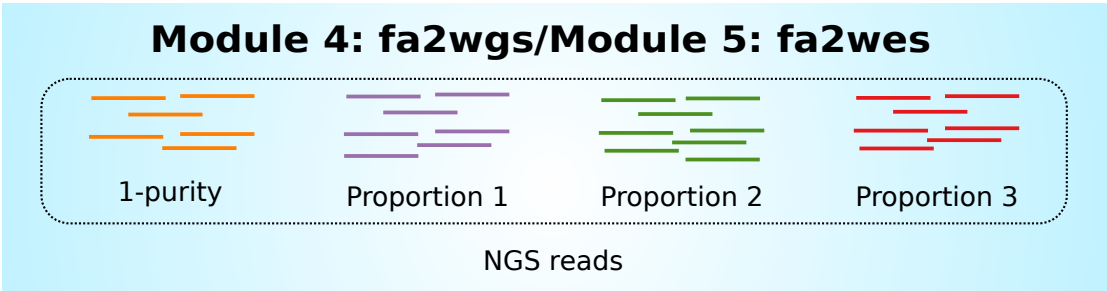 Module 4: fa2wgs/Module 5: fa2wes
1-purity
Proportion 1
Proportion 2
Proportion 3
NGS reads